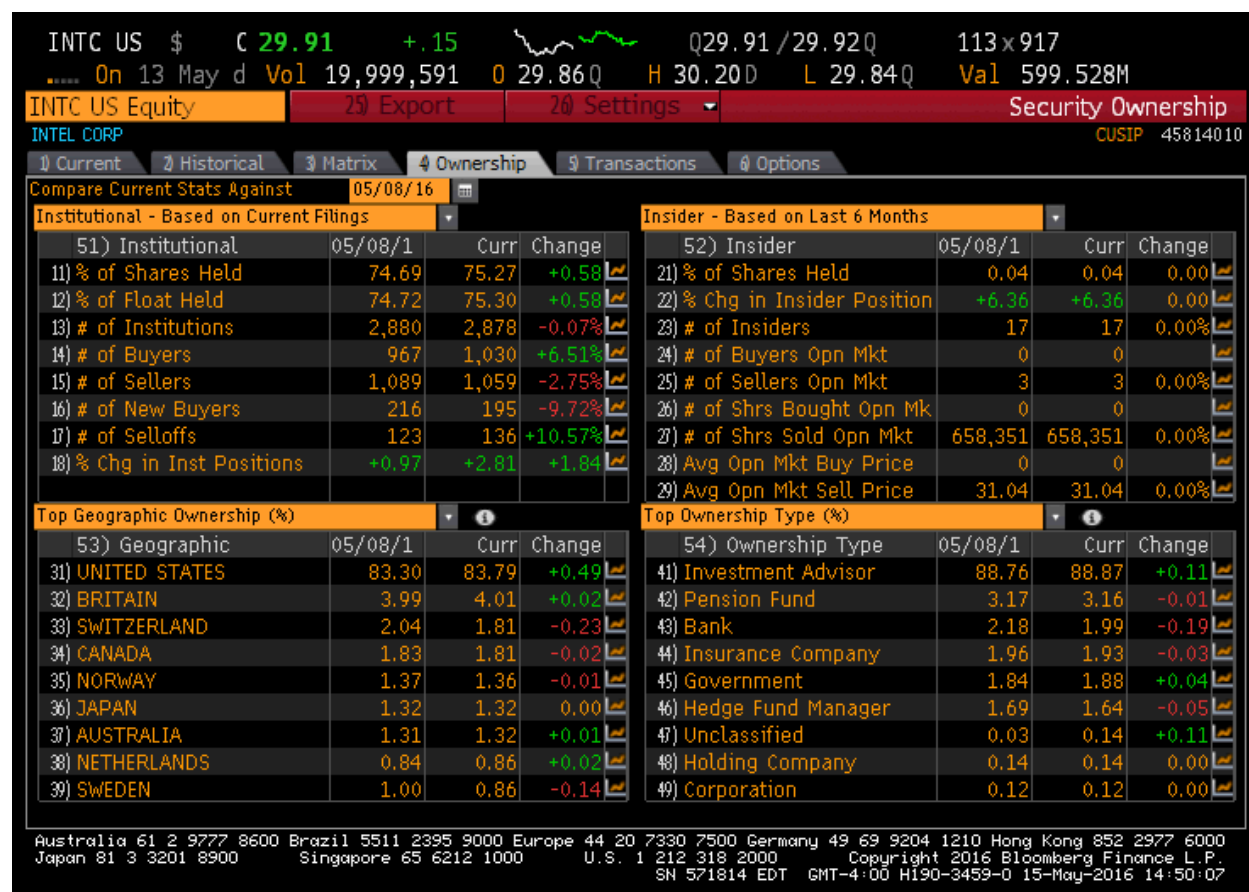 INTC US $ C 29.91 +.15 Q29.91/29.92Q 113x917
On 13 May d Vol 19,999,591 O 29.86Q H 30.20D L 29.84Q Val 599.528M
INTC US Equity 25) Export 26) Settings Security Ownership
INTEL CORP CUSIP 45814010
1) Current 2) Historical 3) Matrix 4) Ownership 5) Transactions 6) Options
Compare Current Stats Against 05/08/16
Institutional - Based on Current Filings
51) Institutional 05/08/1 Curr Change
11) % of Shares Held 74.69 75.27 +0.58
12) % of Float Held 74.72 75.30 +0.58
13) # of Institutions 2,880 2,878 -0.07%
14) # of Buyers 967 1,030 +6.51%
15) # of Sellers 1,089 1,059 -2.75%
16) # of New Buyers 216 195 -9.72%
17) # of Selloffs 123 136 +10.57%
18) % Chg in Inst Positions +0.97 +2.81 +1.84
Insider - Based on Last 6 Months
52) Insider 05/08/1 Curr Change
21) % of Shares Held 0.04 0.04 0.00
22) % Chg in Insider Position +6.36 +6.36 0.00
23) # of Insiders 17 17 0.00%
24) # of Buyers Opn Mkt 0 0
25) # of Sellers Opn Mkt 3 3 0.00%
26) # of Shrs Bought Opn Mk 0 0
27) # of Shrs Sold Opn Mkt 658,351 658,351 0.00%
28) Avg Opn Mkt Buy Price 0 0
29) Avg Opn Mkt Sell Price 31.04 31.04 0.00%
Top Geographic Ownership (%)
53) Geographic 05/08/1 Curr Change
31) UNITED STATES 83.30 83.79 +0.49
32) BRITAIN 3.99 4.01 +0.02
33) SWITZERLAND 2.04 1.81 -0.23
34) CANADA 1.83 1.81 -0.02
35) NORWAY 1.37 1.36 -0.01
36) JAPAN 1.32 1.32 0.00
37) AUSTRALIA 1.31 1.32 +0.01
38) NETHERLANDS 0.84 0.86 +0.02
39) SWEDEN 1.00 0.86 -0.14
Top Ownership Type (%)
54) Ownership Type 05/08/1 Curr Change
41) Investment Advisor 88.76 88.87 +0.11
42) Pension Fund 3.17 3.16 -0.01
43) Bank 2.18 1.99 -0.19
44) Insurance Company 1.96 1.93 -0.03
45) Government 1.84 1.88 +0.04
46) Hedge Fund Manager 1.69 1.64 -0.05
47) Unclassified 0.03 0.14 +0.11
48) Holding Company 0.14 0.14 0.00
49) Corporation 0.12 0.12 0.00
Australia 61 2 9777 8600 Brazil 5511 2395 9000 Europe 44 20 7330 7500 Germany 49 69 9204 1210 Hong Kong 852 2977 6000
Japan 81 3 3201 8900 Singapore 65 6212 1000 U.S. 1 212 318 2000 Copyright 2016 Bloomberg Finance L.P.
SN 571814 EDT GMT-4:00 H190-3459-0 15-May-2016 14:50:07